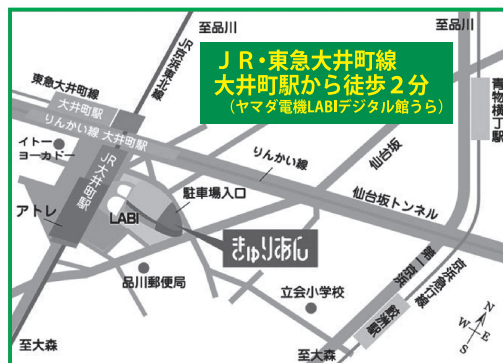 至品川
至品川
JR京浜東北線
JR・東急大井町線
大井町駅から徒歩2分
（ヤマダ電機LABIデジタル館うら）
東急大井町線
大井町駅
りんかい線 大井町駅
イトー
ヨーカドー
JR大井町駅
アトレ
LABI
駐車場入口
りんかい線
仙台坂
仙台坂トンネル
青物横丁駅
きゅりあん
品川郵便局
立会小学校
第一京浜
京浜急行線
鮫洲駅
至大森
至大森
N
W
E
S